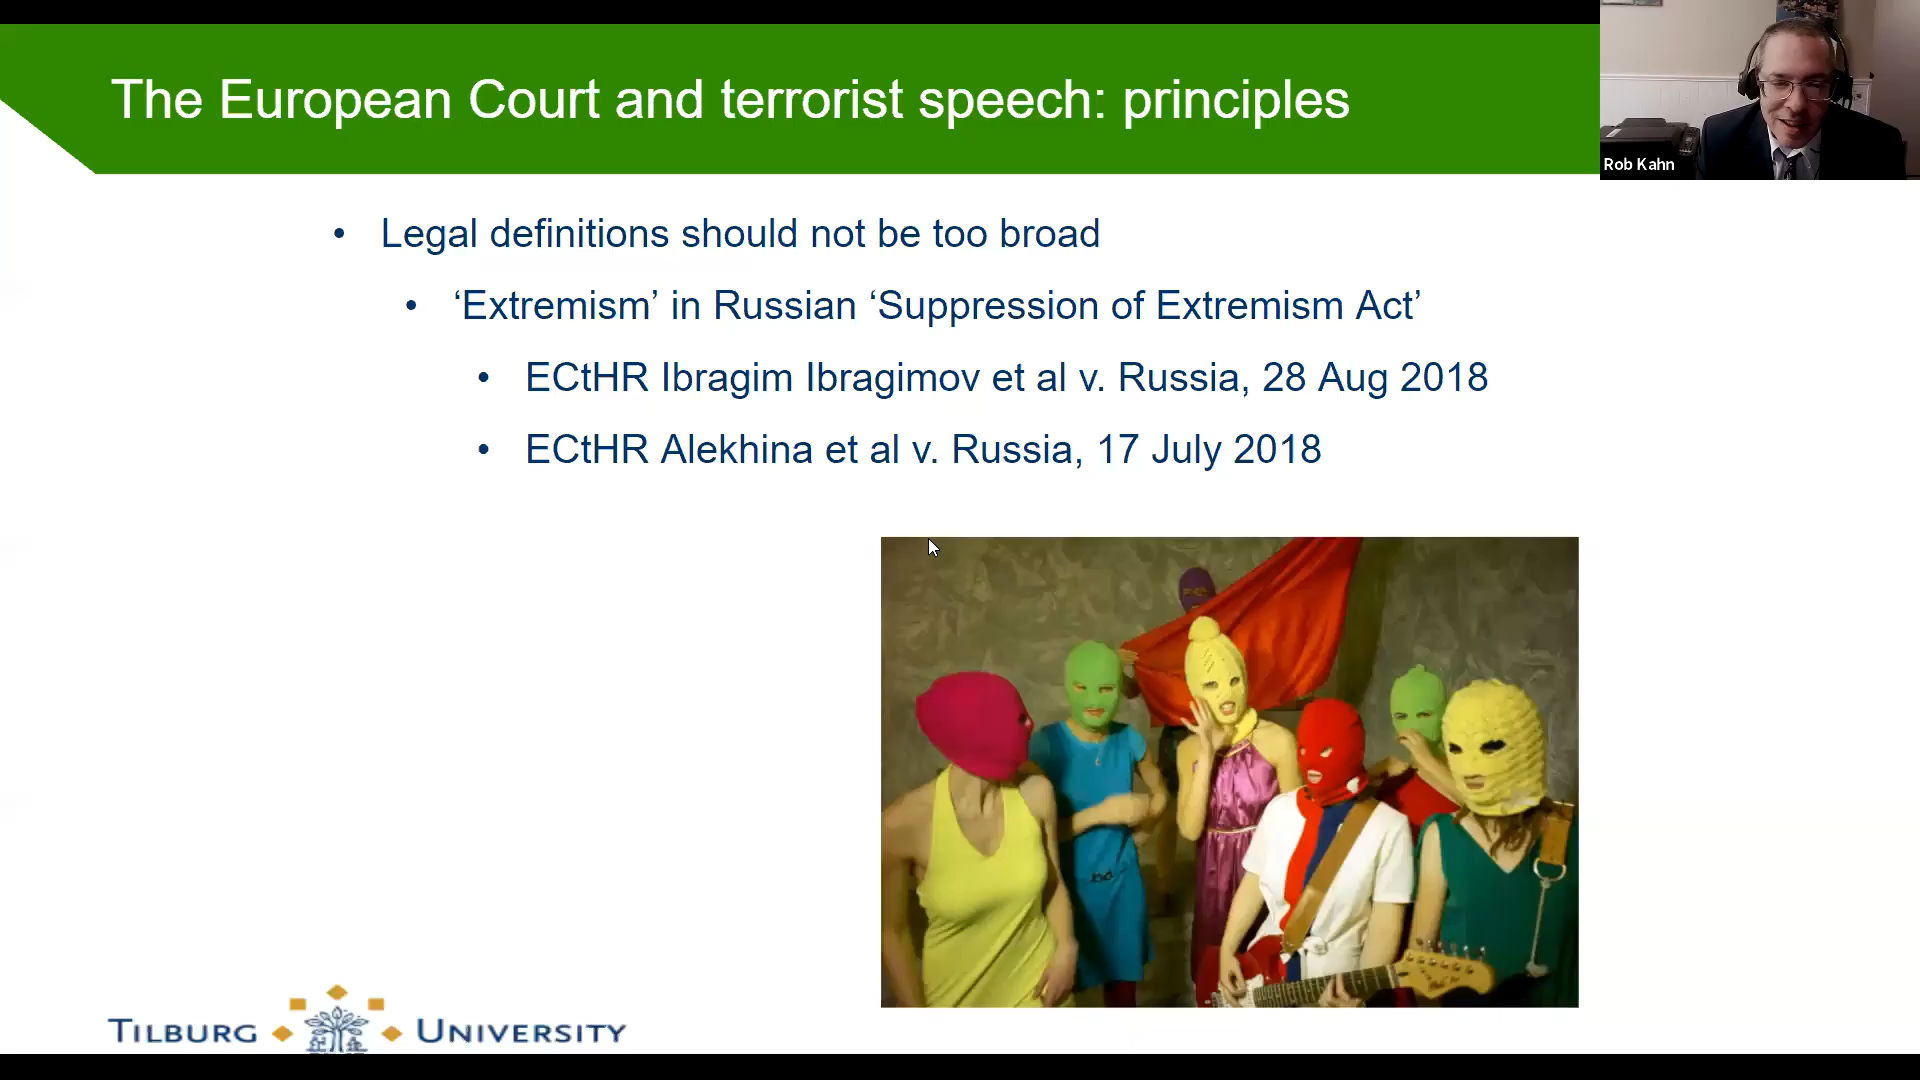 The European Court and terrorist speech: principles
Rob Kahn
• Legal definitions should not be too broad
• ‘Extremism’ in Russian ‘Suppression of Extremism Act’
• ECtHR Ibragim Ibragimov et al v. Russia, 28 Aug 2018
• ECtHR Alekhina et al v. Russia, 17 July 2018
TILBURG UNIVERSITY